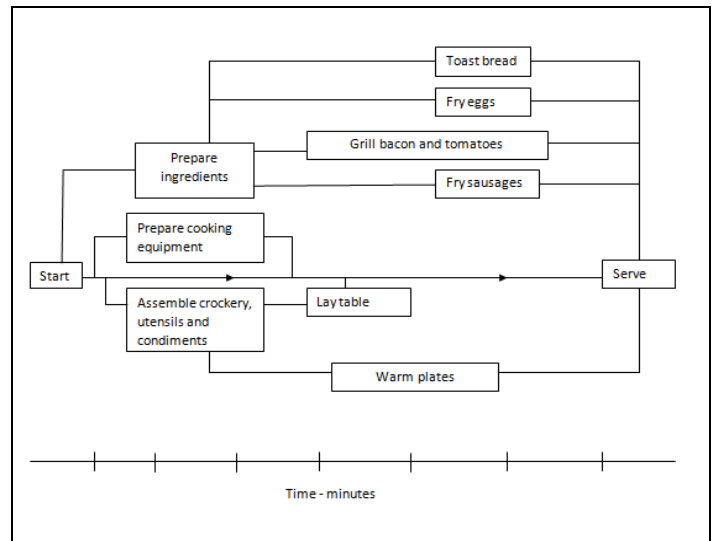 Toast bread
Fry eggs
Grill bacon and tomatoes
Prepare
ingredients
Fry sausages
Prepare cooking
equipment
Start
Serve
Assemble crockery,
utensils and
condiments
Lay table
Warm plates
Time - minutes